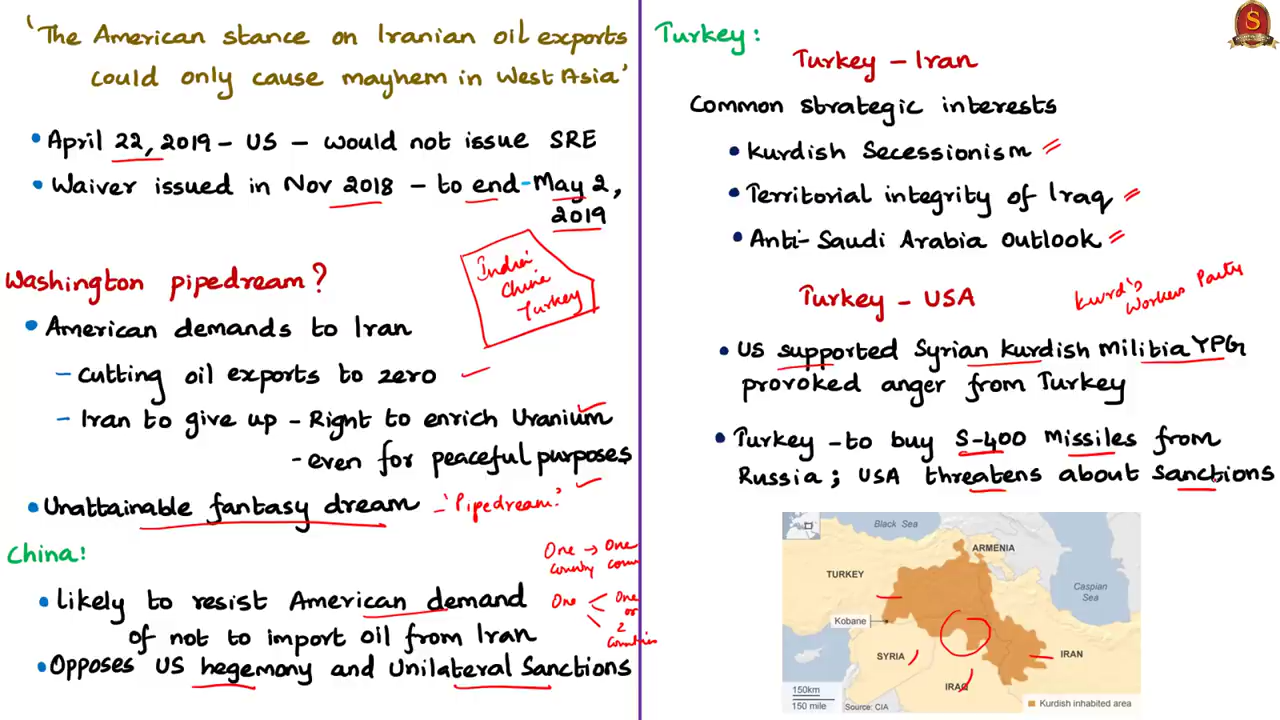 'The American stance on Iranian oil exports
could only cause mayhem in West Asia'
• April 22, 2019 - US - would not issue SRE
• Waiver issued in Nov 2018 - to end - May 2,
2019
Washington pipedream?
India
China
Turkey
• American demands to Iran
- Cutting oil exports to zero
- Iran to give up - Right to enrich Uranium
- even for peaceful purposes
• Unattainable fantasy dream - 'Pipedream'
China:
One → One
country
• Likely to resist American demand
One < One
or
2
Countries
of not to import oil from Iran
• Opposes US hegemony and Unilateral Sanctions
Turkey:
Turkey - Iran
Common strategic interests
• Kurdish Secessionism
• Territorial integrity of Iraq
• Anti-Saudi Arabia Outlook
Turkey - USA
Kurd's
Workers Party
• US supported Syrian kurdish militia YPG
provoked anger from Turkey
• Turkey - to buy S-400 Missiles from
Russia; USA threatens about Sanctions
Black Sea
ARMENIA
TURKEY
Caspian
Sea
Kobane
SYRIA
IRAN
IRAQ
150km
150 mile
Source: CIA
Kurdish inhabited area
S